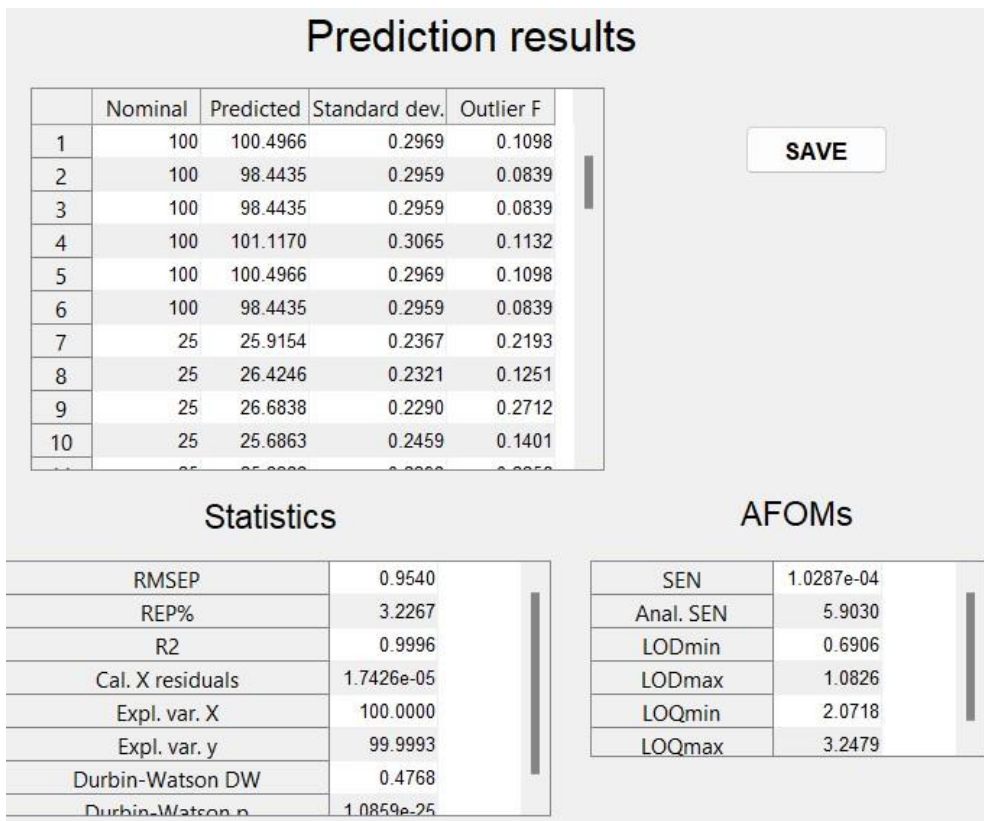 Prediction results
Nominal Predicted Standard dev. Outlier F
1 100 100.4966 0.2969 0.1098
2 100 98.4435 0.2959 0.0839
3 100 98.4435 0.2959 0.0839
4 100 101.1170 0.3065 0.1132
5 100 100.4966 0.2969 0.1098
6 100 98.4435 0.2959 0.0839
7 25 25.9154 0.2367 0.2193
8 25 26.4246 0.2321 0.1251
9 25 26.6838 0.2290 0.2712
10 25 25.6863 0.2459 0.1401
SAVE
Statistics
RMSEP 0.9540
REP% 3.2267
R2 0.9996
Cal. X residuals 1.7426e-05
Expl. var. X 100.0000
Expl. var. y 99.9993
Durbin-Watson DW 0.4768
Durbin-Watson p 1.0859e-25
AFOMs
SEN 1.0287e-04
Anal. SEN 5.9030
LODmin 0.6906
LODmax 1.0826
LOQmin 2.0718
LOQmax 3.2479